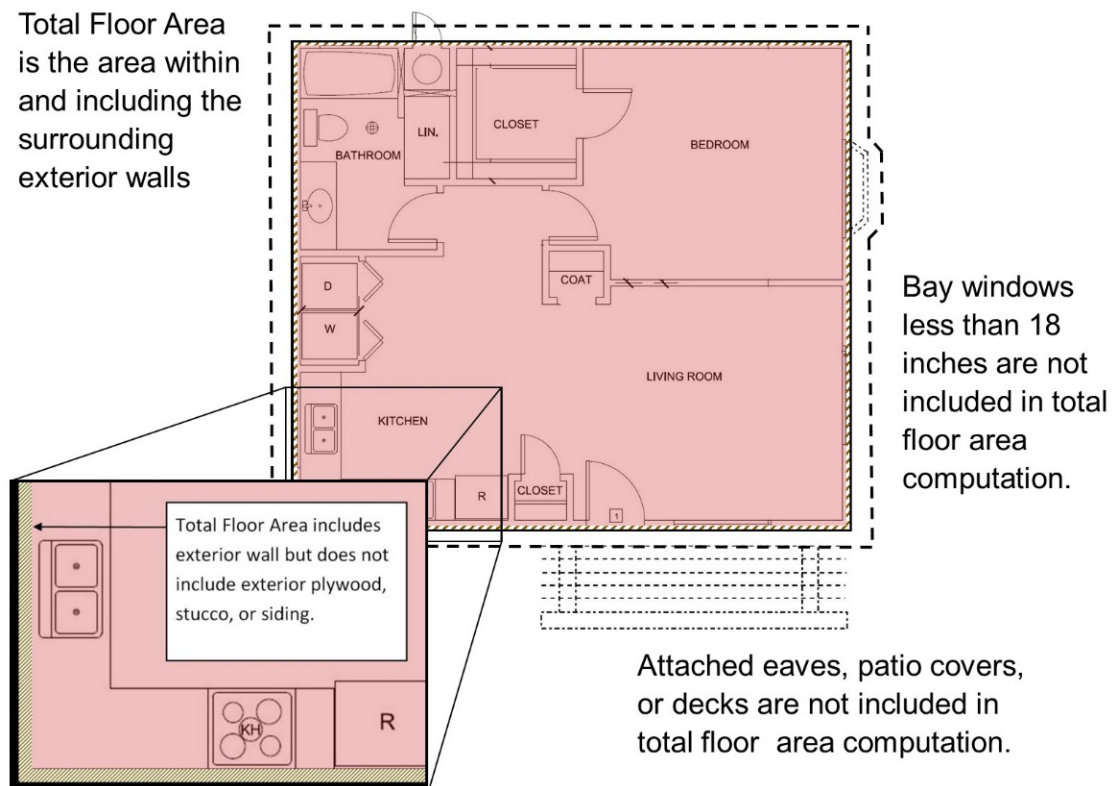 Total Floor Area
is the area within
and including the
surrounding
exterior walls
LIN.
CLOSET
BATHROOM
BEDROOM
D
W
COAT
LIVING ROOM
KITCHEN
R
CLOSET
1
Bay windows
less than 18
inches are not
included in total
floor area
computation.
Total Floor Area includes
exterior wall but does not
include exterior plywood,
stucco, or siding.
KH
R
Attached eaves, patio covers,
or decks are not included in
total floor area computation.